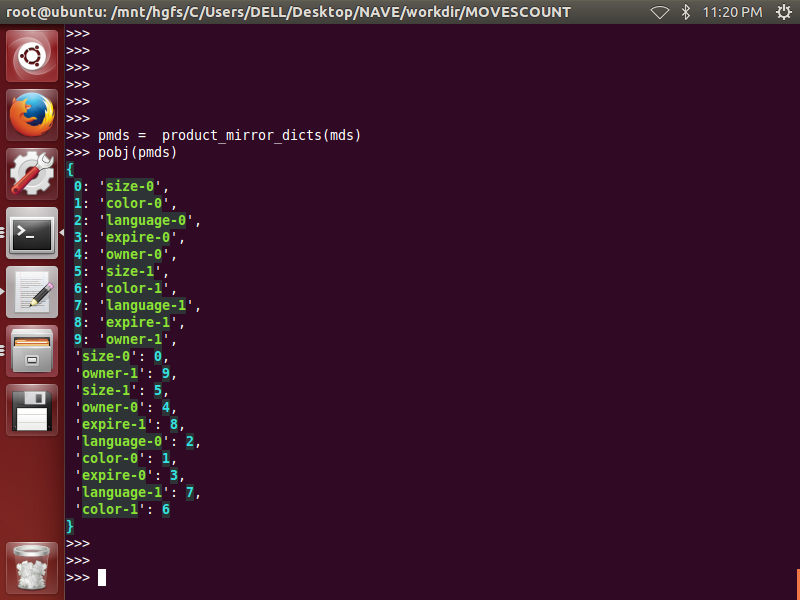 root@ubuntu: /mnt/hgfs/C/Users/DELL/Desktop/NAVE/workdir/MOVESCOUNT 11:20 PM
>>>
>>>
>>>
>>>
>>>
>>>
>>> pmds =  product_mirror_dicts(mds)
>>> pobj(pmds)
{
 0: 'size-0',
 1: 'color-0',
 2: 'language-0',
 3: 'expire-0',
 4: 'owner-0',
 5: 'size-1',
 6: 'color-1',
 7: 'language-1',
 8: 'expire-1',
 9: 'owner-1',
 'size-0': 0,
 'owner-1': 9,
 'size-1': 5,
 'owner-0': 4,
 'expire-1': 8,
 'language-0': 2,
 'color-0': 1,
 'expire-0': 3,
 'language-1': 7,
 'color-1': 6
}
>>>
>>>
>>>